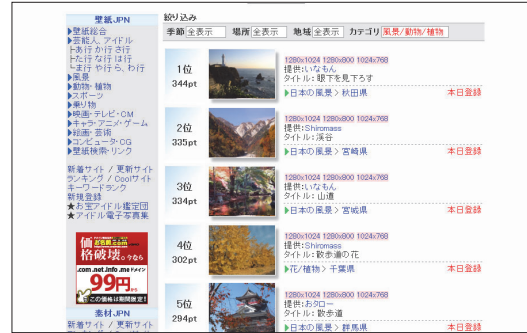 壁紙.JPN
▶壁紙総合
▶芸能人、アイドル
┣あ行 か行 さ行
┣た行 な行 は行
┗ま行 や行 ら、わ行
▶風景
▶動物・植物
▶スポーツ
▶乗り物
▶映画・テレビ・CM
▶キャラ・アニメ・ゲーム
▶絵画・芸術
▶コンピュータ・CG
▶壁紙検索・リンク
新着サイト / 更新サイト
ランキング / Coolサイト
キーワードランク
新規登録
★お宝アイドル鑑定団
★アイドル電子写真集
価
格破壊。今なら
.com .net .info .me ドメイン
99円
この価格は期間限定!
素材.JPN
新着サイト / 更新サイト
絞り込み
季節 全表示 場所 全表示 地域 全表示 カテゴリ 風景/動物/植物
1位
344pt
1280x1024 1280x800 1024x768
提供:いなもん
タイトル:眼下を見下ろす
▶日本の風景 > 秋田県 本日登録
2位
335pt
1280x1024 1280x800 1024x768
提供:Shiromass
タイトル:渓谷
▶日本の風景 > 宮崎県 本日登録
3位
334pt
1280x1024 1280x800 1024x768
提供:いなもん
タイトル:山道
▶日本の風景 > 宮城県 本日登録
4位
302pt
1280x1024 1280x800 1024x768
提供:Shiromass
タイトル:散歩道の花
▶花/植物 > 千葉県 本日登録
5位
294pt
1280x1024 1280x800 1024x768
提供:おタロー
タイトル:散歩道
▶日本の風景 > 群馬県 本日登録